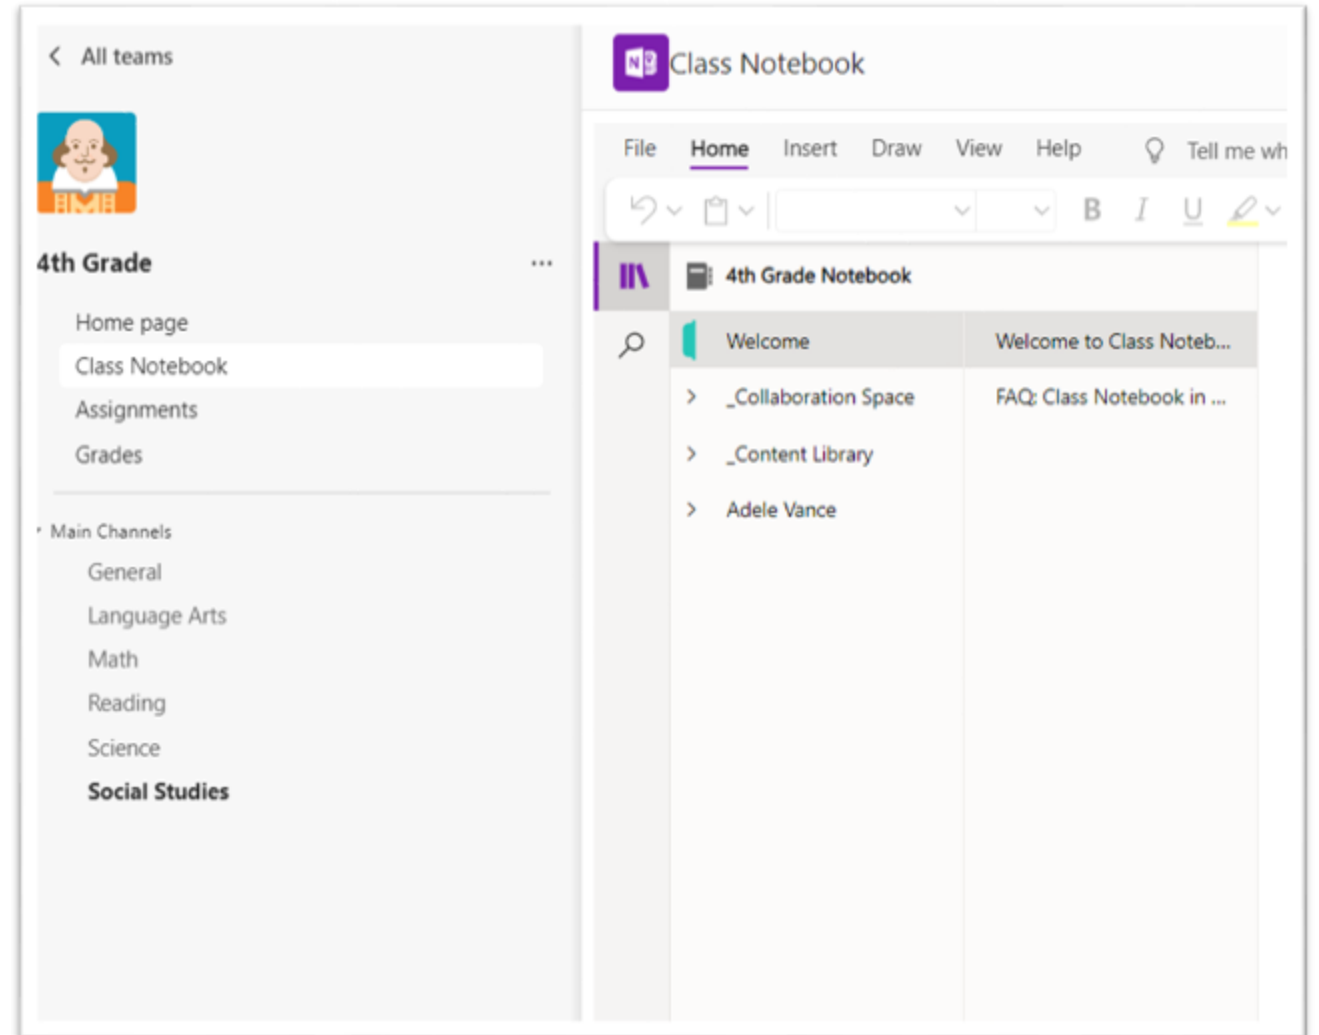 All teams
4th Grade
...
Home page
Class Notebook
Assignments
Grades
Main Channels
General
Language Arts
Math
Reading
Science
Social Studies
N
Class Notebook
File Home Insert Draw View Help Tell me wh
B I U
4th Grade Notebook
Welcome
_Collaboration Space
_Content Library
Adele Vance
Welcome to Class Noteb...
FAQ: Class Notebook in ...